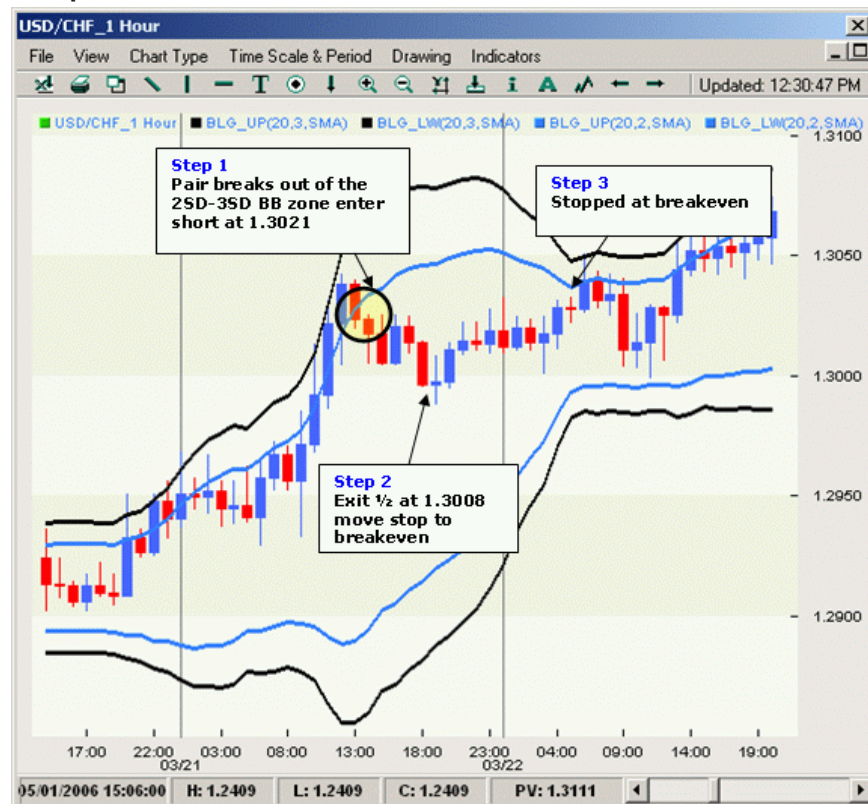 USD/CHF_1 Hour
File View Chart Type Time Scale & Period Drawing Indicators
T i A Updated: 12:30:47 PM
USD/CHF_1 Hour BLG_UP(20,3,SMA) BLG_LW(20,3,SMA) BLG_UP(20,2,SMA) BLG_LW(20,2,SMA)
1.3100
Step 1
Pair breaks out of the
2SD-3SD BB zone enter
short at 1.3021
Step 3
Stopped at breakeven
1.3050
1.3000
Step 2
Exit ½ at 1.3008
move stop to
breakeven
1.2950
1.2900
17:00 22:00 03:00 08:00 13:00 18:00 23:00 04:00 09:00 14:00 19:00
03/21 03/22
05/01/2006 15:06:00 H: 1.2409 L: 1.2409 C: 1.2409 PV: 1.3111